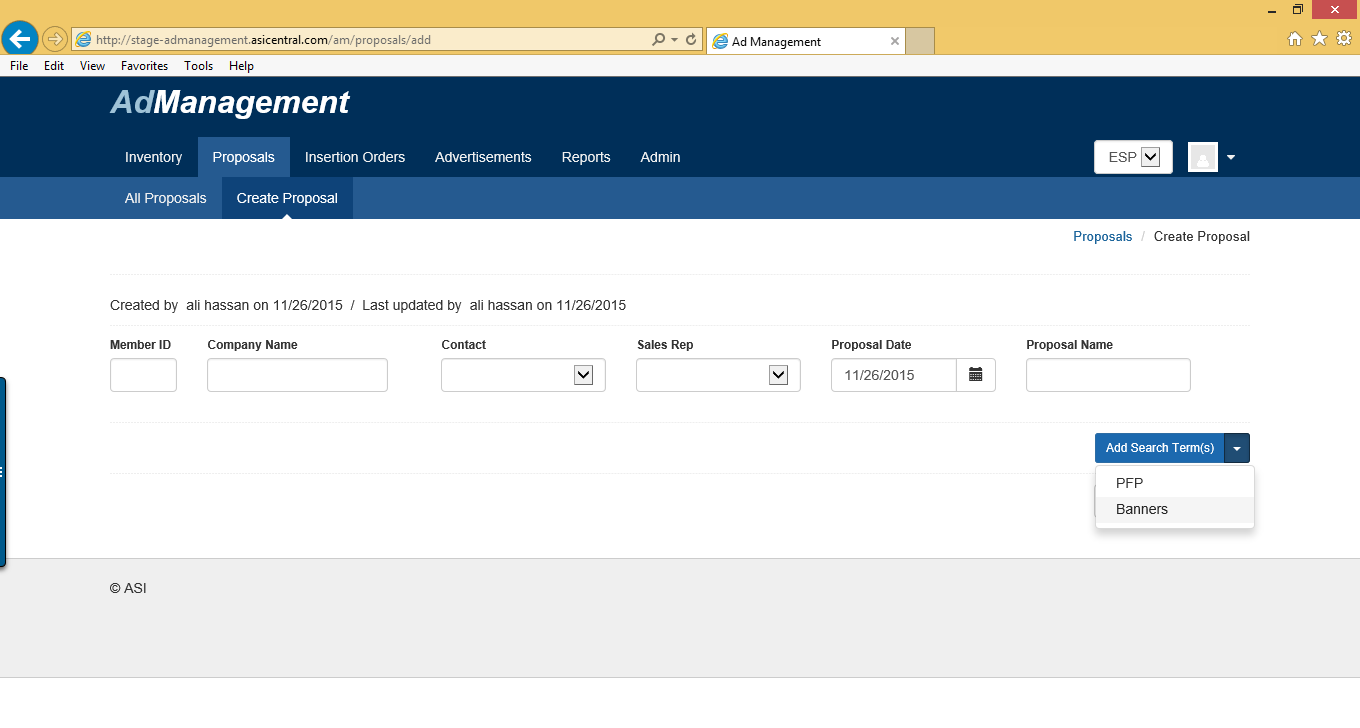 http://stage-admanagement.asicentral.com/am/proposals/add
Ad Management
File Edit View Favorites Tools Help
AdManagement
Inventory Proposals Insertion Orders Advertisements Reports Admin ESP
All Proposals Create Proposal
Proposals / Create Proposal
Created by ali hassan on 11/26/2015 / Last updated by ali hassan on 11/26/2015
Member ID Company Name Contact Sales Rep Proposal Date Proposal Name
11/26/2015
Add Search Term(s)
PFP
Banners
© ASI